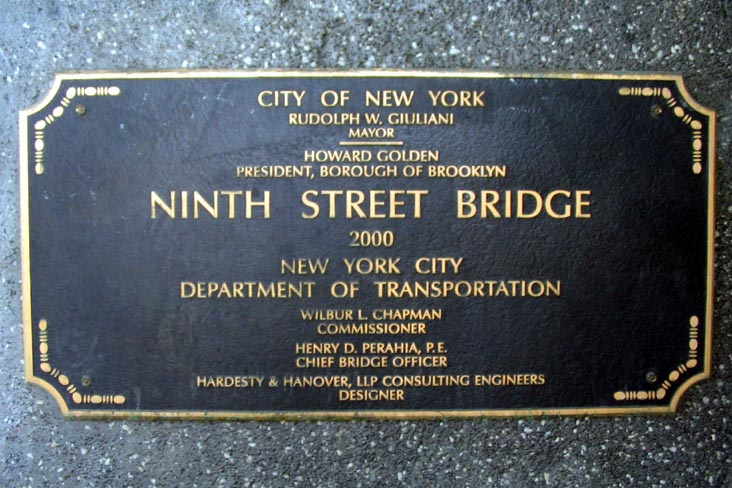 CITY OF NEW YORK
RUDOLPH W. GIULIANI
MAYOR
HOWARD GOLDEN
PRESIDENT, BOROUGH OF BROOKLYN
NINTH STREET BRIDGE
2000
NEW YORK CITY
DEPARTMENT OF TRANSPORTATION
WILBUR L. CHAPMAN
COMMISSIONER
HENRY D. PERAHIA, P.E.
CHIEF BRIDGE OFFICER
HARDESTY & HANOVER, LLP CONSULTING ENGINEERS
DESIGNER